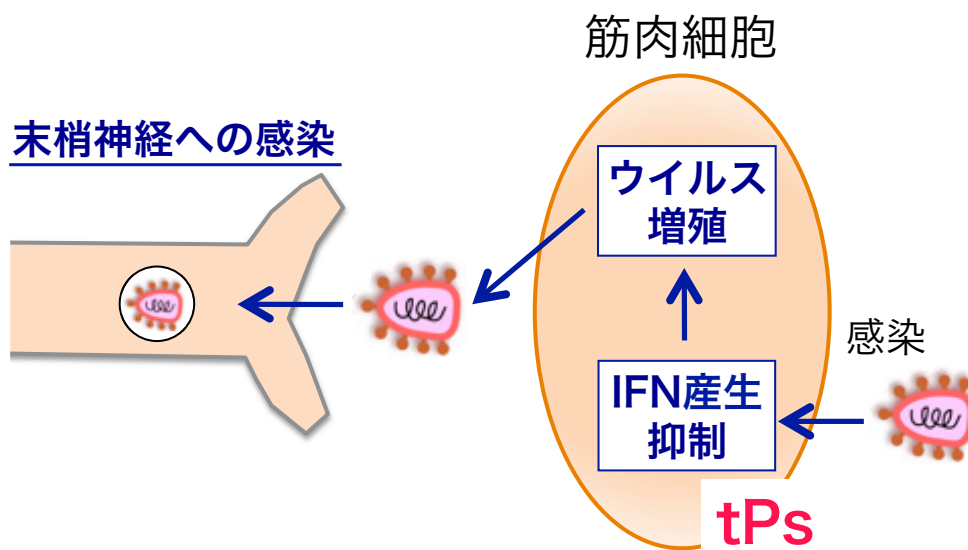 筋肉細胞
末梢神経への感染
ウイルス
増殖
感染
IFN産生
抑制
tPs